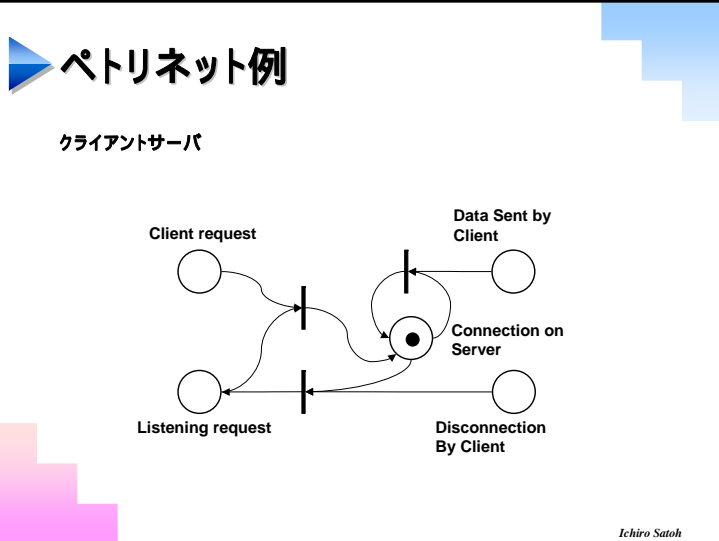 ペトリネット例
クライアントサーバ
Client request
Data Sent by
Client
Connection on
Server
Listening request
Disconnection
By Client
Ichiro Satoh